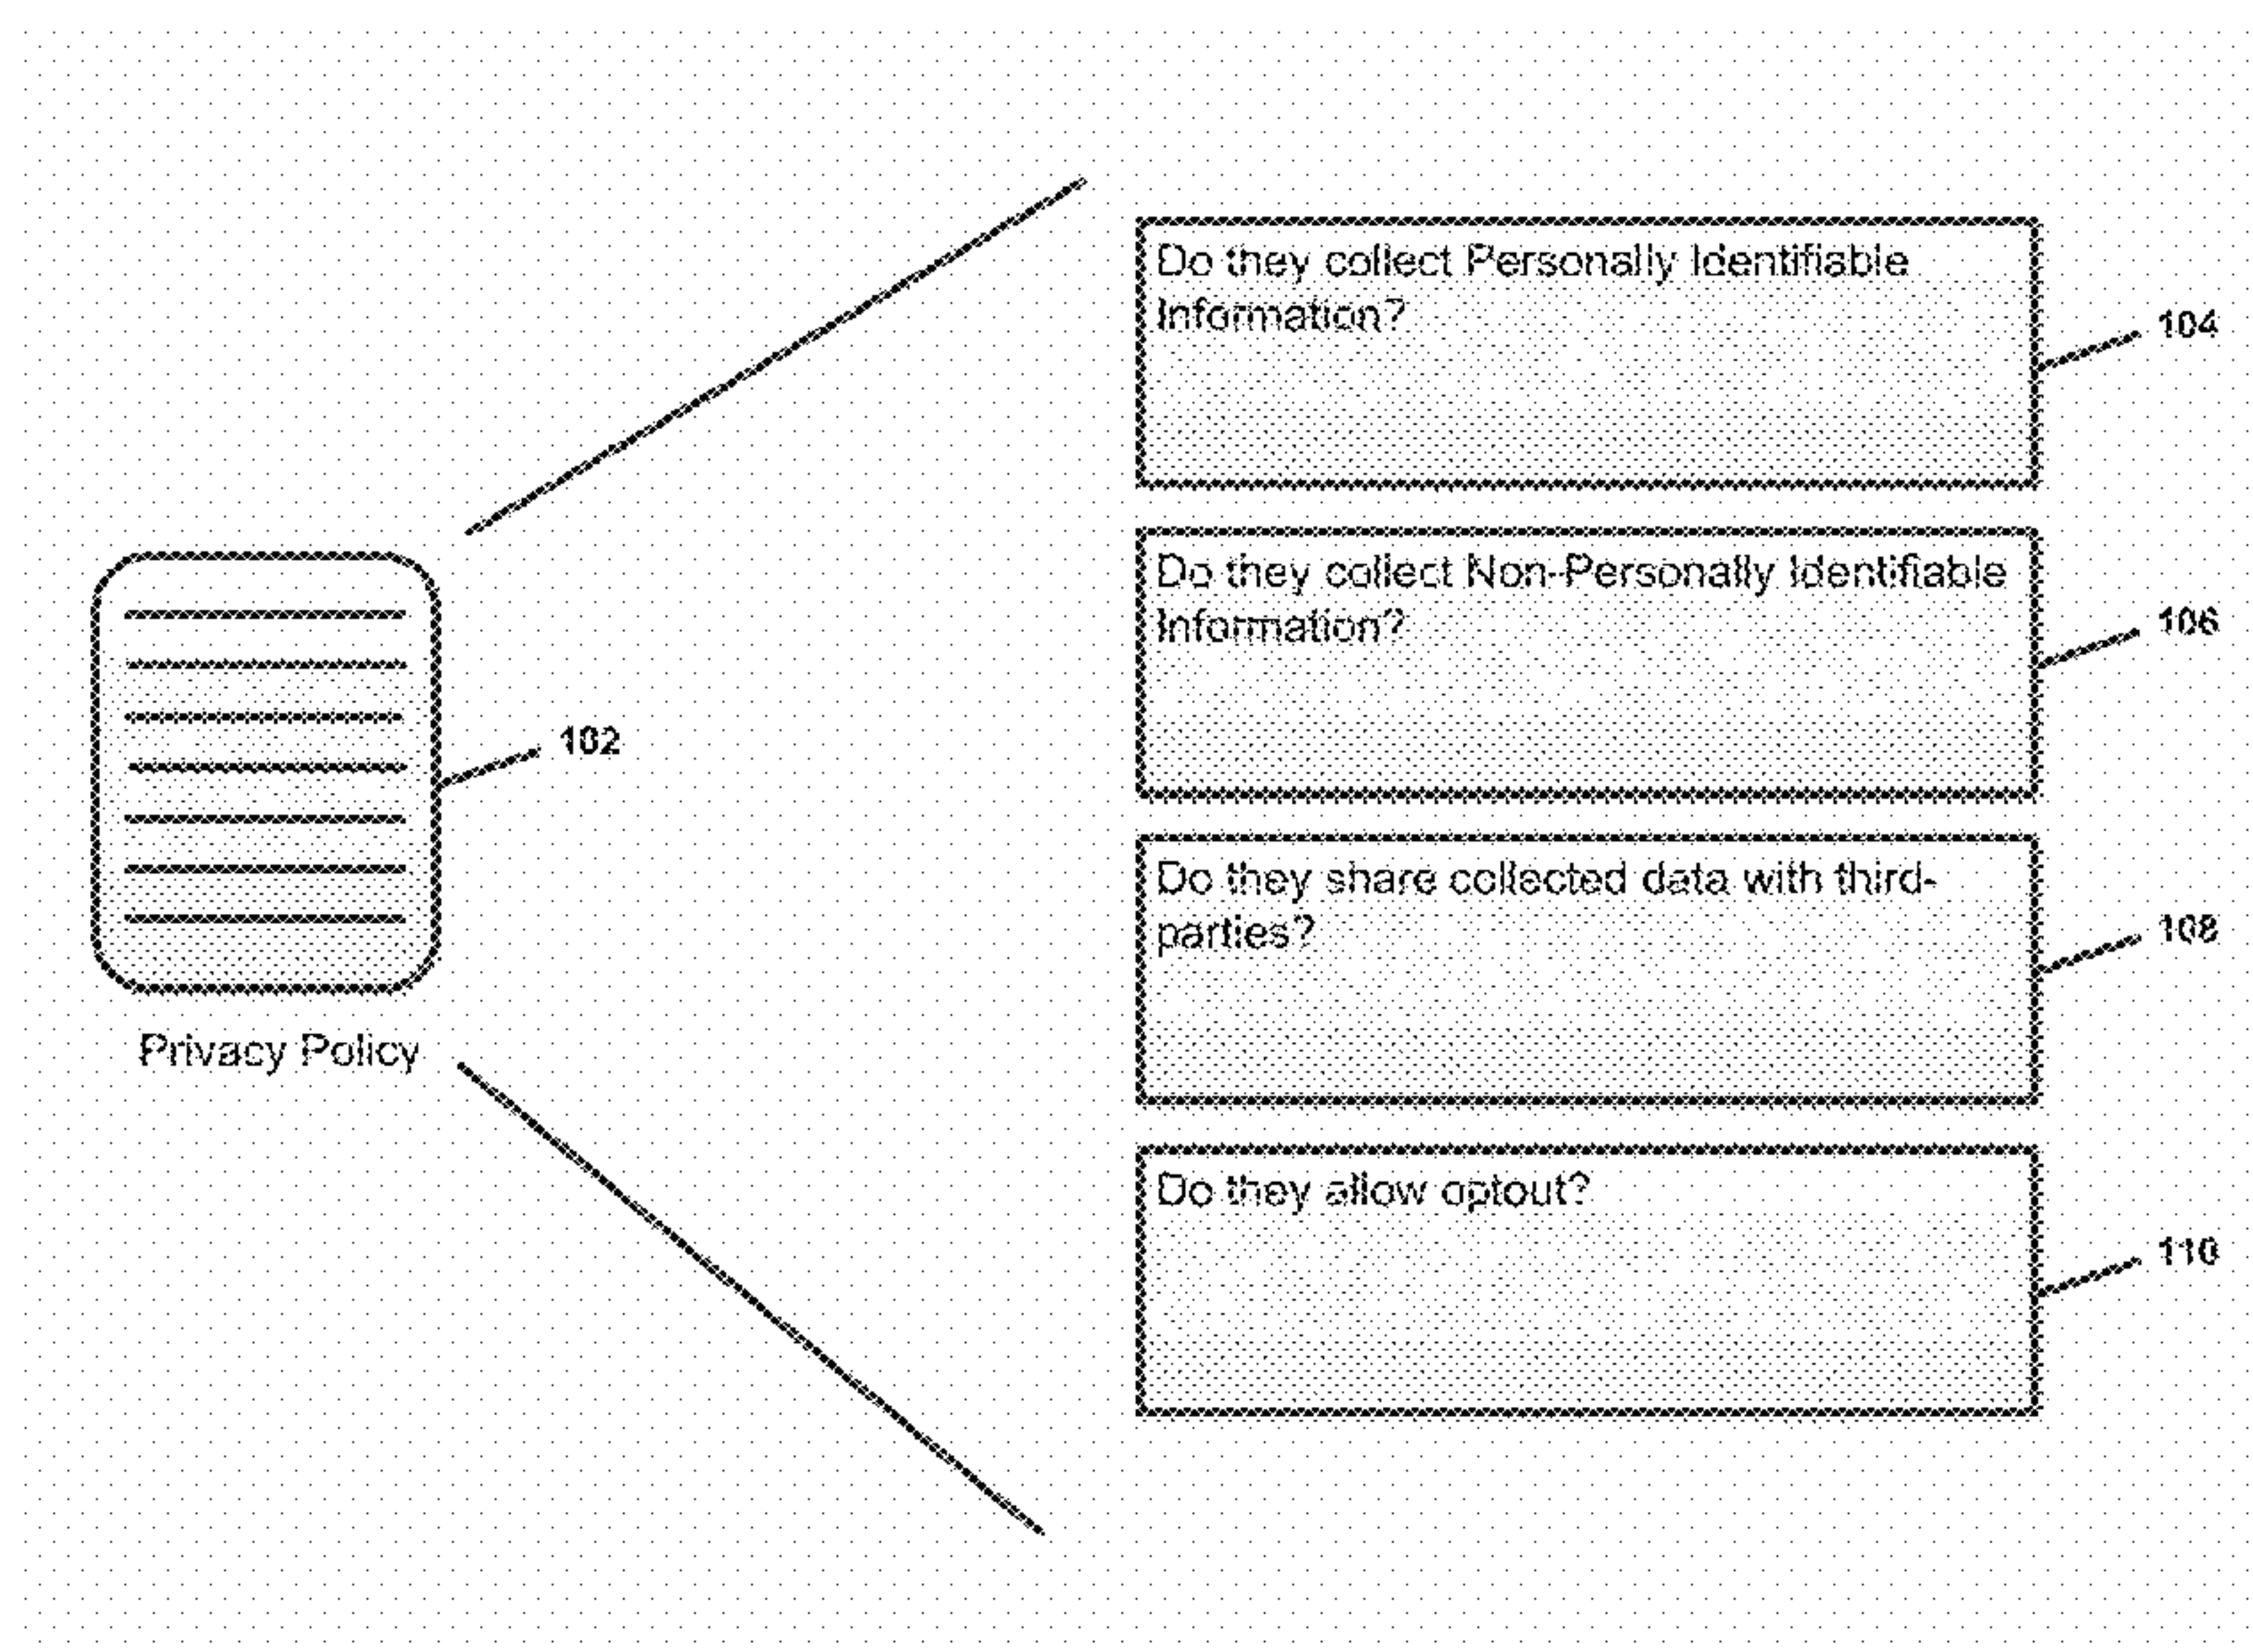 Do they collect Personally Identifiable
Information?
104
Do they collect Non-Personally Identifiable
Information?
106
102
Do they share collected data with third-
parties?
108
Privacy Policy
Do they allow optout?
110